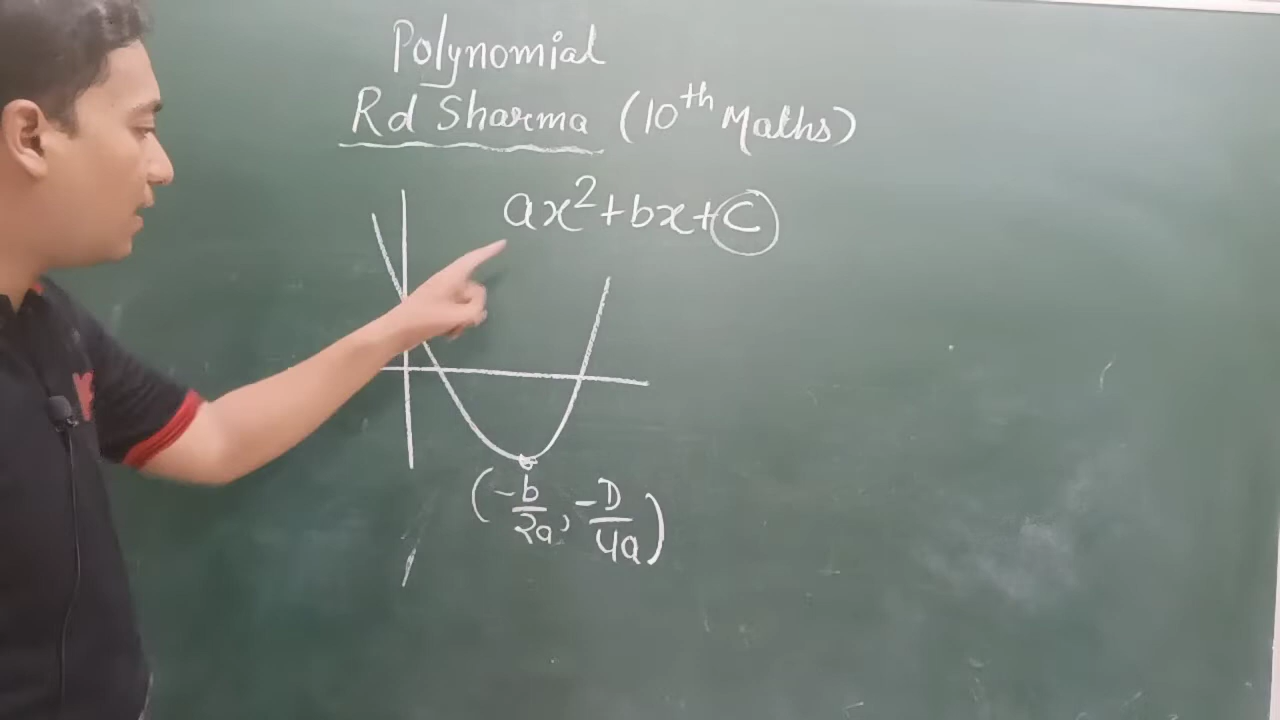 Polynomial
Rd Sharma (10th Maths)
ax²+bx+c
(-b/2a, -D/4a)